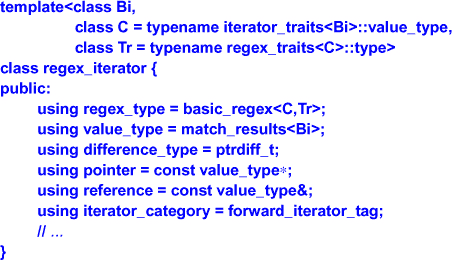 template<class Bi,
class C = typename iterator_traits<Bi>::value_type,
class Tr = typename regex_traits<C>::type>
class regex_iterator {
public:
using regex_type = basic_regex<C,Tr>;
using value_type = match_results<Bi>;
using difference_type = ptrdiff_t;
using pointer = const value_type*;
using reference = const value_type&;
using iterator_category = forward_iterator_tag;
// ...
}